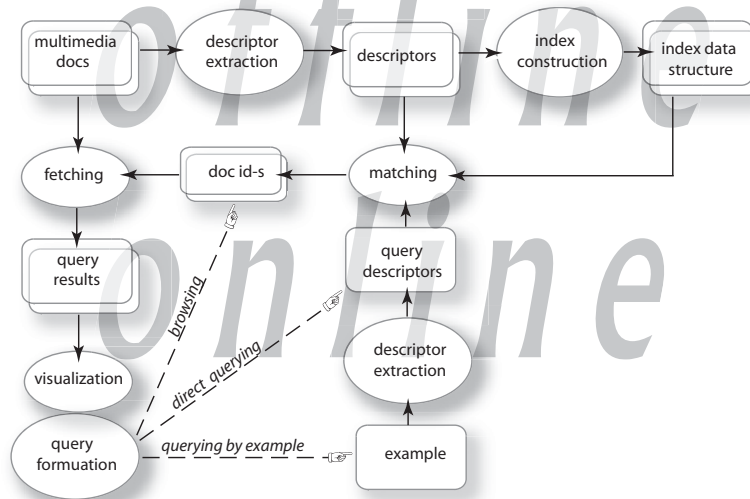 offline
multimedia
docs
descriptor
extraction
descriptors
index
construction
index data
structure
fetching
doc id-s
matching
online
query
results
browsing
query
descriptors
direct querying
visualization
descriptor
extraction
query
formuation
querying by example
example